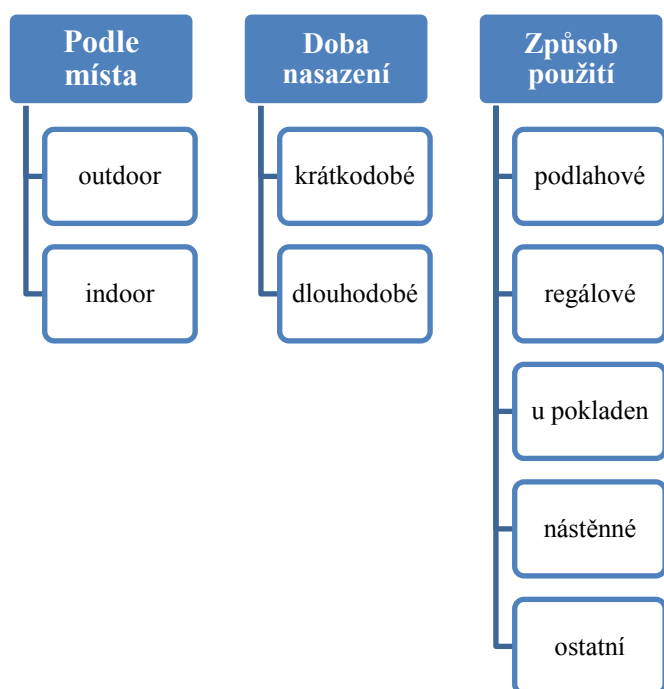 Podle
místa
outdoor
indoor
Doba
nasazení
krátkodobé
dlouhodobé
Způsob
použití
podlahové
regálové
u pokladen
nástěnné
ostatní